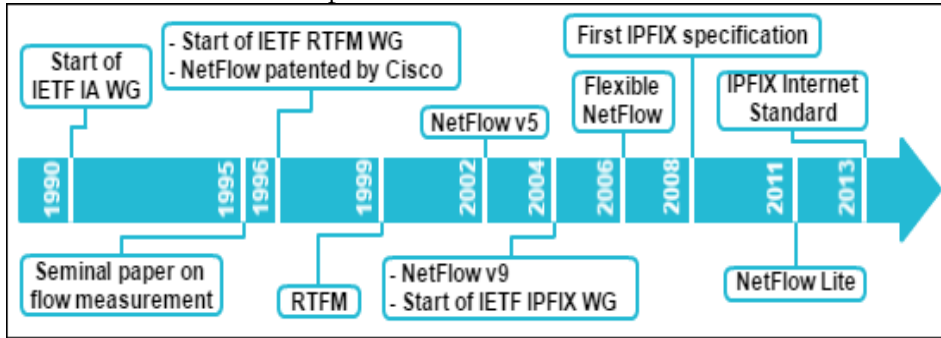 Start of
IETF IA WG
- Start of IETF RTFM WG
- NetFlow patented by Cisco
NetFlow v5
Flexible
NetFlow
First IPFIX specification
IPFIX Internet
Standard
1990
1995
1996
1999
2002
2004
2006
2008
2011
2013
Seminal paper on
flow measurement
RTFM
- NetFlow v9
- Start of IETF IPFIX WG
NetFlow Lite